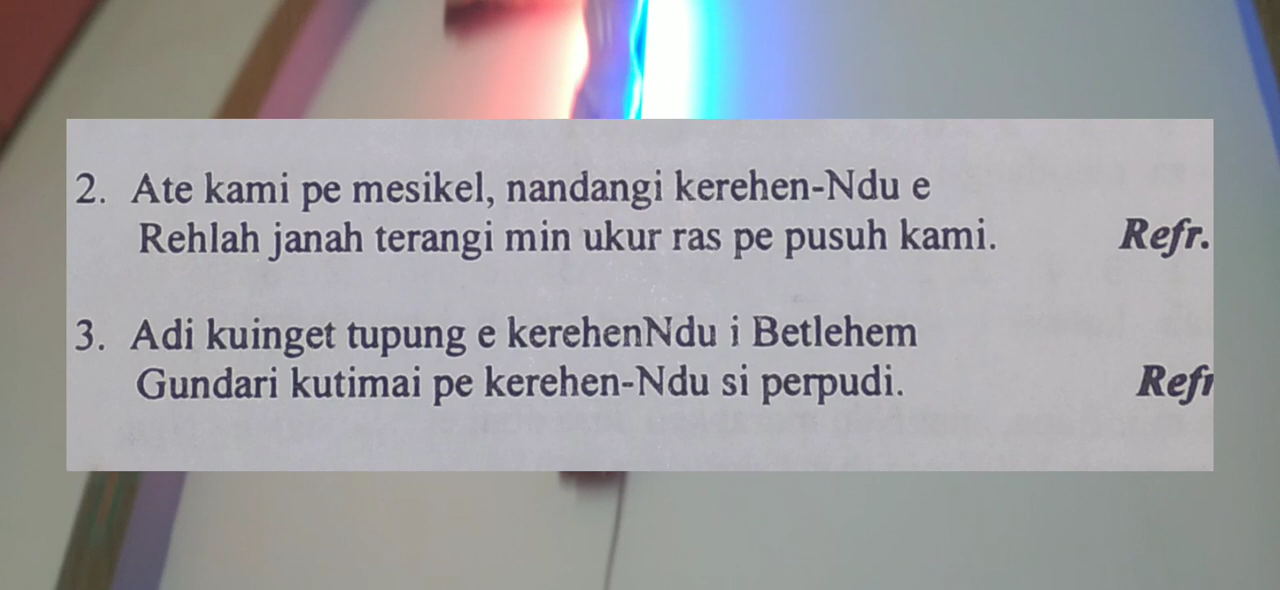 2. Ate kami pe mesikel, nandangi kerehen-Ndu e
Rehlah janah terangi min ukur ras pe pusuh kami. Refr.
3. Adi kuinget tupung e kerehenNdu i Betlehem
Gundari kutimai pe kerehen-Ndu si perpudi. Refr